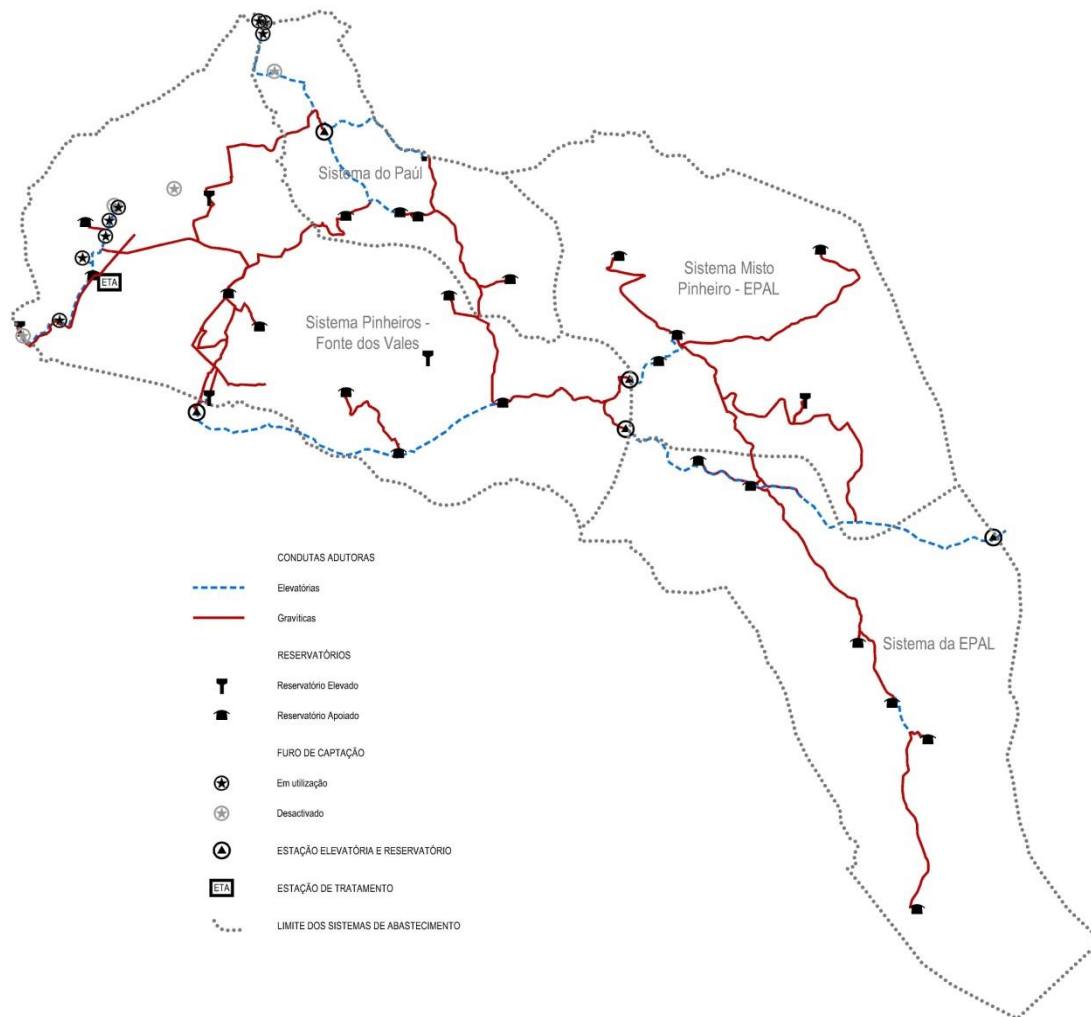 Sistema do Paúl
Sistema Misto
Pinheiro - EPAL
ETA
Sistema Pinheiros -
Fonte dos Vales
Sistema da EPAL
CONDUTAS ADUTORAS
Elevatórias
Gravíticas
RESERVATÓRIOS
Reservatório Elevado
Reservatório Apoiado
FURO DE CAPTAÇÃO
Em utilização
Desactivado
ESTAÇÃO ELEVATÓRIA E RESERVATÓRIO
ETA
ESTAÇÃO DE TRATAMENTO
LIMITE DOS SISTEMAS DE ABASTECIMENTO